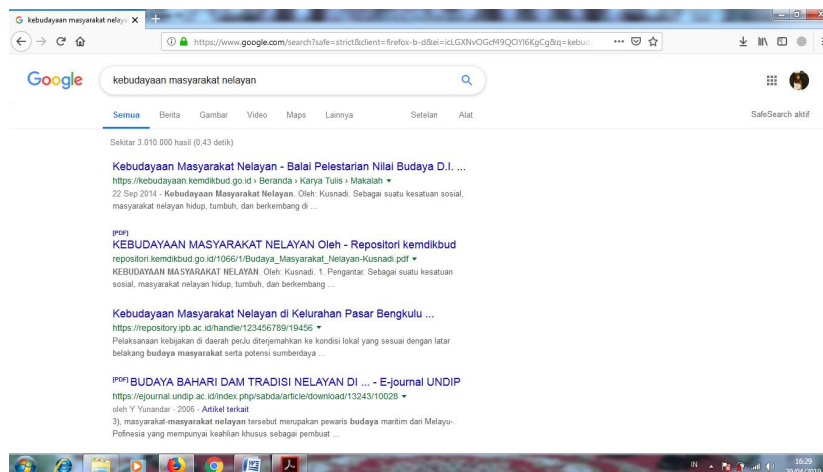 kebudayaan masyarakat nelaya
https://www.google.com/search?safe=strict&client=firefox-b-d&ei=icLGXNvOGcf49QOYI6KgCg&q=kebud
Google
kebudayaan masyarakat nelayan
Semua Berita Gambar Video Maps Lainnya Setelan Alat
SafeSearch aktif
Sekitar 3.010.000 hasil (0,43 detik)
Kebudayaan Masyarakat Nelayan - Balai Pelestarian Nilai Budaya D.I. ...
https://kebudayaan.kemdikbud.go.id › Beranda › Karya Tulis › Makalah
22 Sep 2014 - Kebudayaan Masyarakat Nelayan. Oleh: Kusnadi. Sebagai suatu kesatuan sosial,
masyarakat nelayan hidup, tumbuh, dan berkembang di ...
[PDF]
KEBUDAYAAN MASYARAKAT NELAYAN Oleh - Repositori kemdikbud
repositori.kemdikbud.go.id/1066/1/Budaya_Masyarakat_Nelayan-Kusnadi.pdf
KEBUDAYAAN MASYARAKAT NELAYAN. Oleh: Kusnadi. 1. Pengantar. Sebagai suatu kesatuan
sosial, masyarakat nelayan hidup, tumbuh, dan berkembang ...
Kebudayaan Masyarakat Nelayan di Kelurahan Pasar Bengkulu ...
https://repository.ipb.ac.id/handle/123456789/19456
Pelaksanaan kebijakan di daerah perJu diterjemahkan ke kondisi lokal yang sesuai dengan latar
belakang budaya masyarakat serta potensi sumberdaya ...
[PDF] BUDAYA BAHARI DAM TRADISI NELAYAN DI ... - E-journal UNDIP
https://ejournal.undip.ac.id/index.php/sabda/article/download/13243/10028
oleh Y Yunandar - 2006 - Artikel terkait
3), masyarakat-masyarakat nelayan tersebut merupakan pewaris budaya maritim dari Melayu-
Pofinesia yang mempunyai keahlian khusus sebagai pembuat ...
IN 16:29
29/04/2019